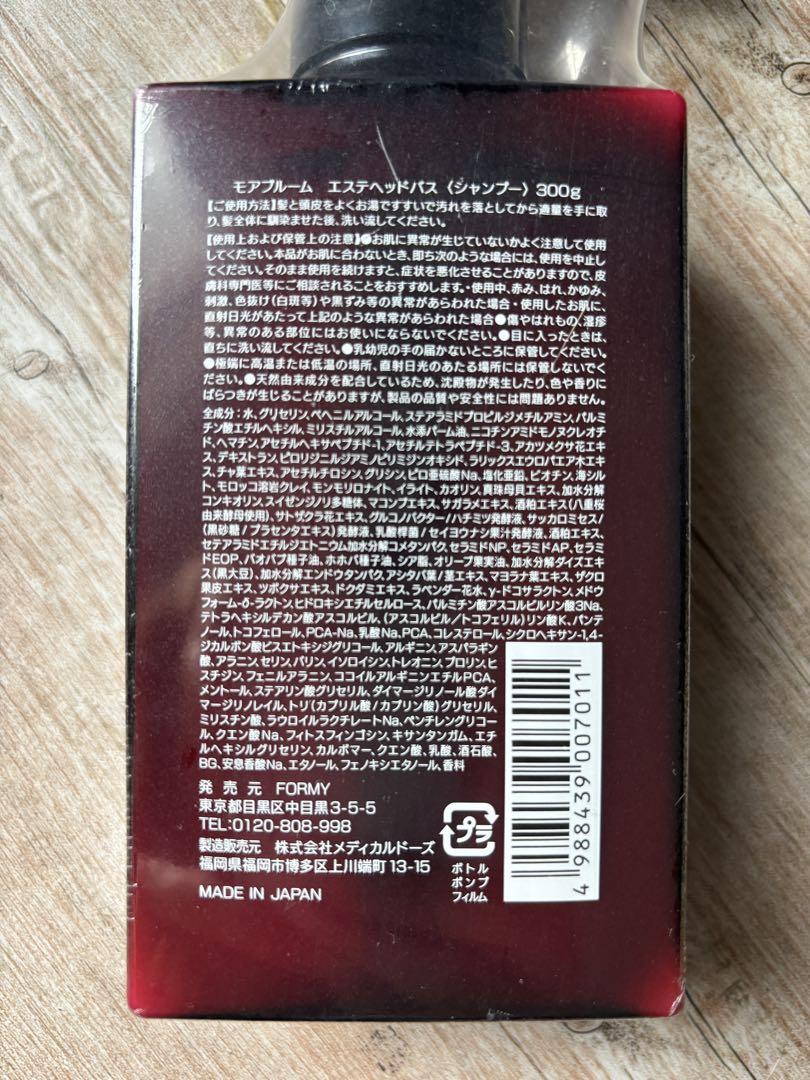 モアブルーム　エステヘッドバス〈シャンプー〉300g
【ご使用方法】髪と頭皮をよくお湯ですすいで汚れを落としてから適量を手に取
り、髪全体に馴染ませた後、洗い流してください。
【使用上および保管上の注意】●お肌に異常が生じていないかよく注意して使用
してください。本品がお肌に合わないとき、即ち次のような場合には、使用を中止し
てください。そのまま使用を続けますと、症状を悪化させることがありますので、皮
膚科専門医等にご相談されることをおすすめします。・使用中、赤み、はれ、かゆみ、
刺激、色抜け(白斑等)や黒ずみ等の異常があらわれた場合・使用したお肌に、
直射日光があたって上記のような異常があらわれた場合●傷やはれもの、湿疹
等、異常のある部位にはお使いにならないでください。●目に入ったときは、
直ちに洗い流してください。●乳幼児の手の届かないところに保管してください。
●極端に高温または低温の場所、直射日光のあたる場所には保管しないでく
ださい。●天然由来成分を配合しているため、沈殿物が発生したり、色や香りに
ばらつきが生じることがありますが、製品の品質や安全性には問題ありません。
全成分：水、グリセリン、ベヘニルアルコール、ステアラミドプロピルジメチルアミン、パルミ
チン酸エチルヘキシル、ミリスチルアルコール、水添パーム油、ニコチンアミドモノヌクレオチ
ド、ヘマチン、アセチルヘキサペプチド-1、アセチルテトラペプチド-3、アカツメクサ花エキ
ス、デキストラン、ピロリジニルジアミノピリミジンオキシド、ラリックスエウロパエア木エキ
ス、チャ葉エキス、アセチルチロシン、グリシン、ピロ亜硫酸Na、塩化亜鉛、ビオチン、海シル
ト、モロッコ溶岩クレイ、モンモリロナイト、イライト、カオリン、真珠母貝エキス、加水分解
コンキオリン、スイゼンジノリ多糖体、マコンブエキス、サガラメエキス、酒粕エキス(八重桜
由来酵母使用)、サトザクラ花エキス、グルコノバクター/ハチミツ発酵液、サッカロミセス/
(黒砂糖/プラセンタエキス)発酵液、乳酸桿菌/セイヨウナシ果汁発酵液、酒粕エキス、
セテアラミドエチルジエトニウム加水分解コメタンパク、セラミドNP、セラミドAP、セラミ
ドEOP、バオバブ種子油、ホホバ種子油、シア脂、オリーブ果実油、加水分解ダイズエキ
ス(黒大豆)、加水分解エンドウタンパク、アシタバ葉/茎エキス、マヨラナ葉エキス、ザクロ
果皮エキス、ツボクサエキス、ドクダミエキス、ラベンダー花水、γ-ドコサラクトン、メドウ
フォーム-δ-ラクトン、ヒドロキシエチルセルロース、パルミチン酸アスコルビルリン酸3Na、
テトラヘキシルデカン酸アスコルビル、(アスコルビル/トコフェリル)リン酸K、パンテ
ノール、トコフェロール、PCA-Na、乳酸Na、PCA、コレステロール、シクロヘキサン-1,4-
ジカルボン酸ビスエトキシジグリコール、アルギニン、アスパラギン
酸、アラニン、セリン、バリン、イソロイシン、トレオニン、プロリン、ヒ
スチジン、フェニルアラニン、ココイルアルギニンエチルPCA、
メントール、ステアリン酸グリセリル、ダイマージリノール酸ダイ
マージリノレイル、トリ(カプリル酸/カプリン酸)グリセリル、
ミリスチン酸、ラウロイルラクチレートNa、ペンチレングリコー
ル、クエン酸Na、フィトスフィンゴシン、キサンタンガム、エチ
ルヘキシルグリセリン、カルボマー、クエン酸、乳酸、酒石酸、
BG、安息香酸Na、エタノール、フェノキシエタノール、香料
発 売 元　FORMY
東京都目黒区中目黒3-5-5
TEL:0120-808-998
製造販売元　株式会社メディカルドーズ
福岡県福岡市博多区上川端町13-15
MADE IN JAPAN
プラ
ボトル
ポンプ
フィルム
4 988439 007011